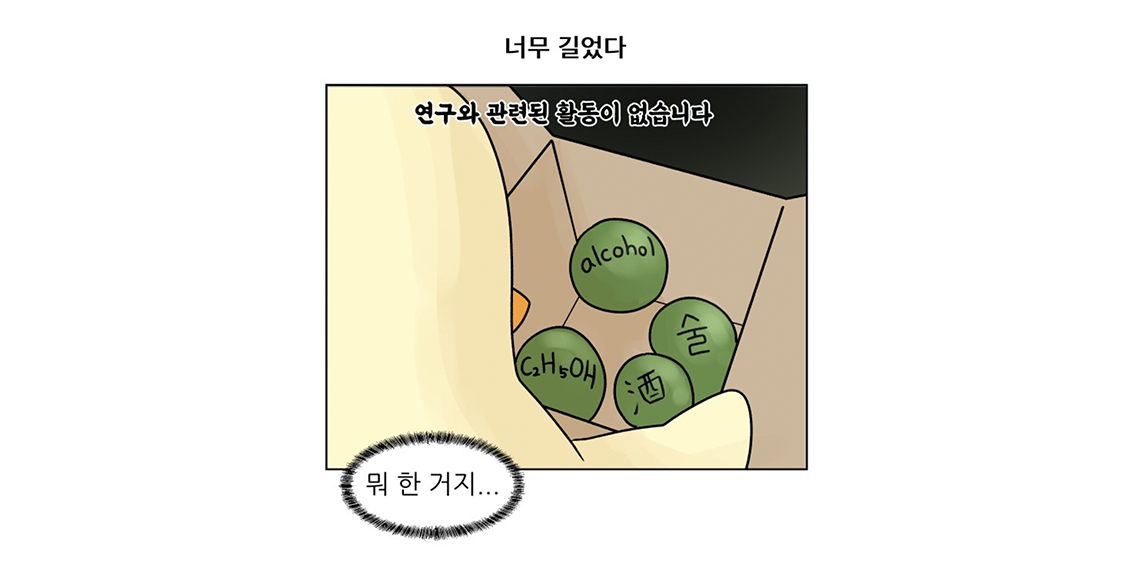 너무 길었다
연구와 관련된 활동이 없습니다
alcohol
술
C₂H₅OH
酒
뭐 한 거지...